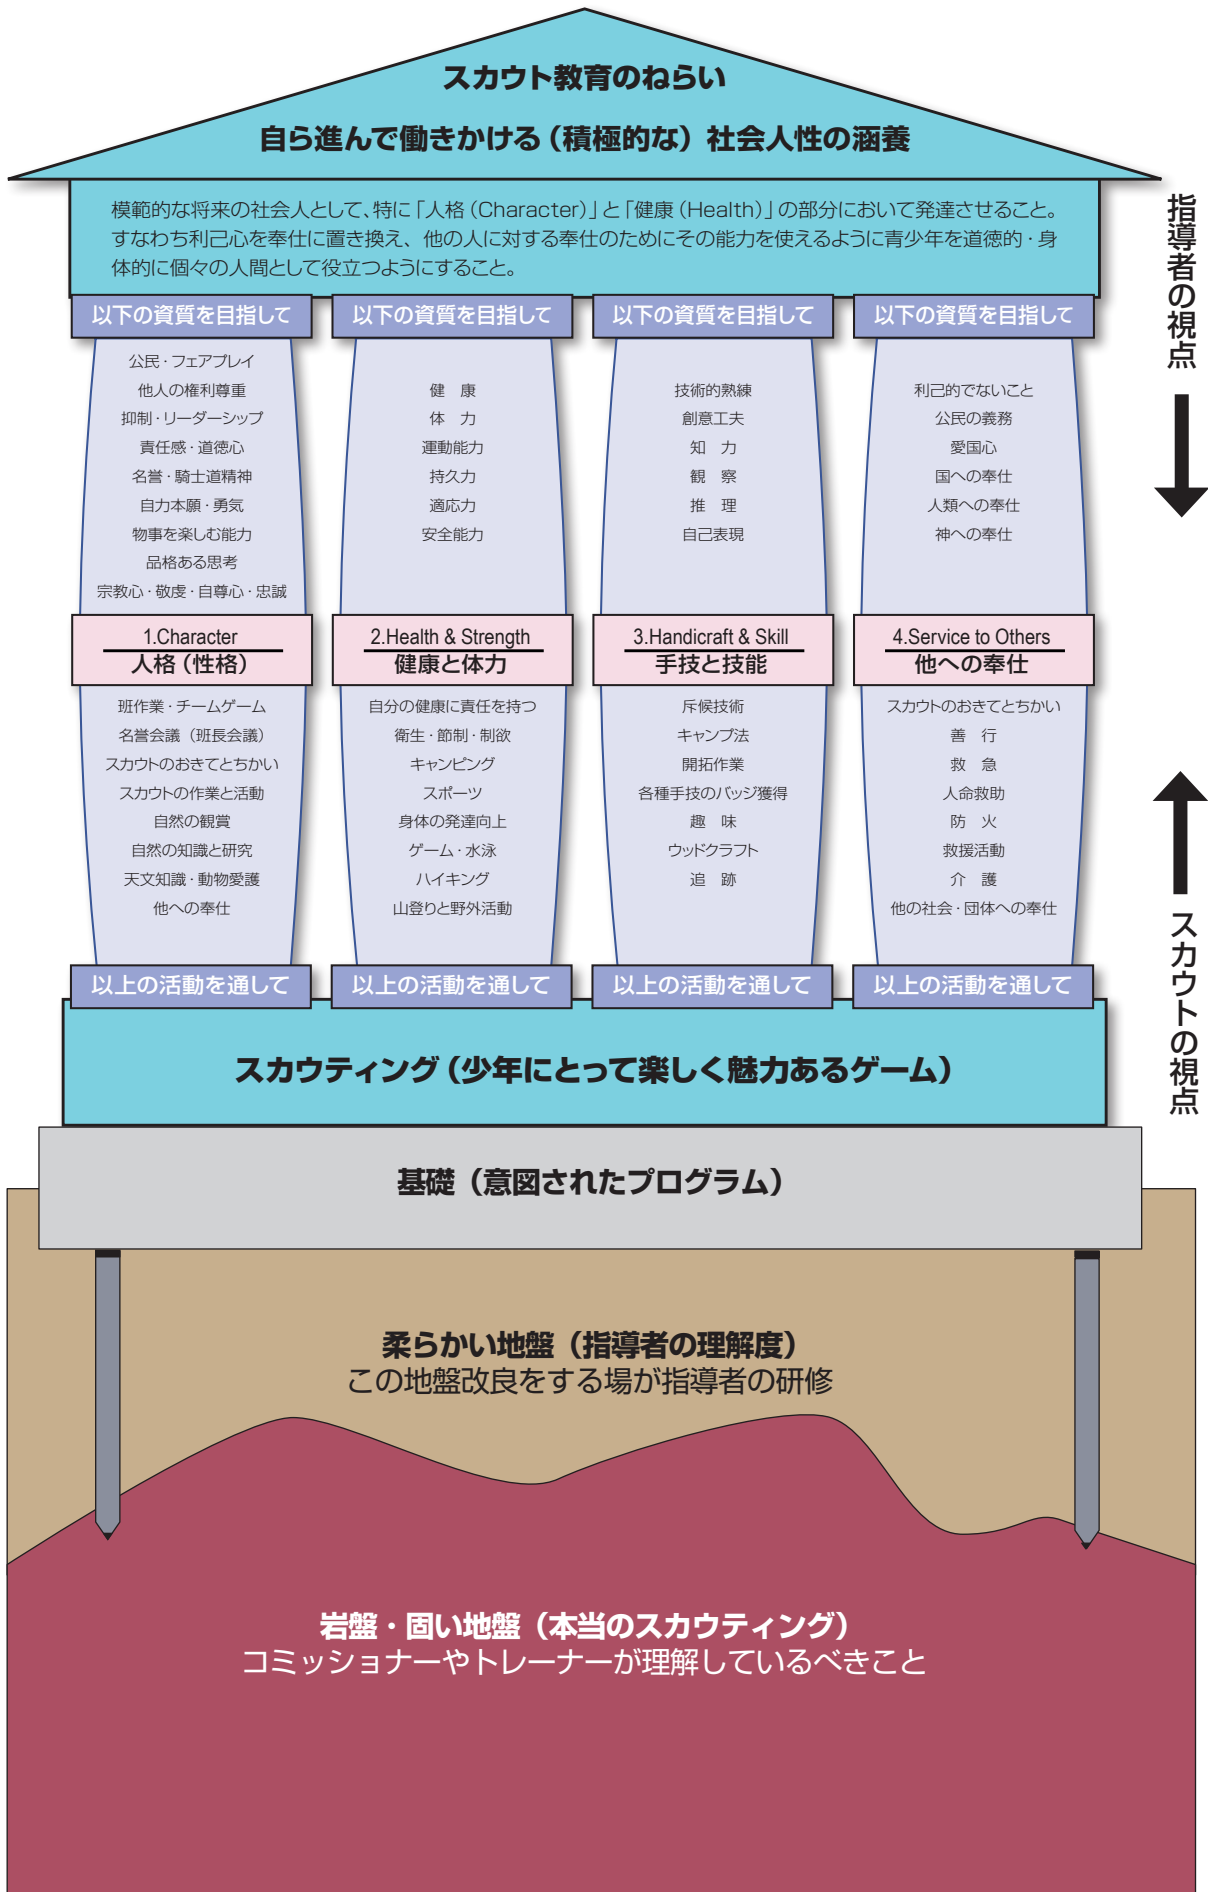 スカウト教育のねらい
自ら進んで働きかける（積極的な）社会人性の涵養
模範的な将来の社会人として、特に「人格（Character）」と「健康（Health）」の部分において発達させること。
すなわち利己心を奉仕に置き換え、他の人に対する奉仕のためにその能力を使えるように青少年を道徳的・身
体的に個々の人間として役立つようにすること。
指導者の視点
以下の資質を目指して
公民・フェアプレイ
他人の権利尊重
抑制・リーダーシップ
責任感・道徳心
名誉・騎士道精神
自力本願・勇気
物事を楽しむ能力
品格ある思考
宗教心・敬虔・自尊心・忠誠
1.Character
人格（性格）
班作業・チームゲーム
名誉会議（班長会議）
スカウトのおきてとちかい
スカウトの作業と活動
自然の観賞
自然の知識と研究
天文知識・動物愛護
他への奉仕
以上の活動を通して
以下の資質を目指して
健　康
体　力
運動能力
持久力
適応力
安全能力
2.Health & Strength
健康と体力
自分の健康に責任を持つ
衛生・節制・制欲
キャンピング
スポーツ
身体の発達向上
ゲーム・水泳
ハイキング
山登りと野外活動
以上の活動を通して
以下の資質を目指して
技術的熟練
創意工夫
知　力
観　察
推　理
自己表現
3.Handicraft & Skill
手技と技能
斥候技術
キャンプ法
開拓作業
各種手技のバッジ獲得
趣　味
ウッドクラフト
追　跡
以上の活動を通して
以下の資質を目指して
利己的でないこと
公民の義務
愛国心
国への奉仕
人類への奉仕
神への奉仕
4.Service to Others
他への奉仕
スカウトのおきてとちかい
善　行
救　急
人命救助
防　火
救援活動
介　護
他の社会・団体への奉仕
以上の活動を通して
スカウトの視点
スカウティング（少年にとって楽しく魅力あるゲーム）
基礎（意図されたプログラム）
柔らかい地盤（指導者の理解度）
この地盤改良をする場が指導者の研修
岩盤・固い地盤（本当のスカウティング）
コミッショナーやトレーナーが理解しているべきこと